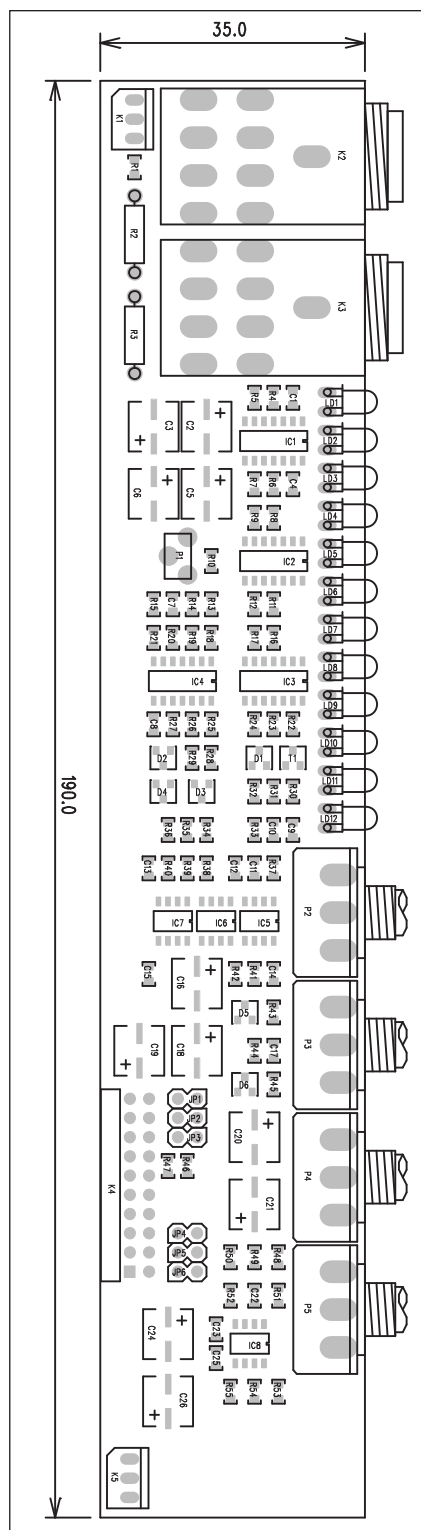 35.0
190.0
K1
K2
R1
R2
K3
R3
R5 R4 C1
LD1
C3 C2 IC1
LD2
LD3
C6 C5 R7 R6 C4
LD4
R9 R8
P1 R10 IC2
LD5
LD6
R15 C7 R14 R13 R12 R11
LD7
R21 R20 R19 R18 R17 R16
LD8
IC4 IC3
LD9
C8 R27 R26 R25 R24 R23 R22
LD10
D2 R29 R28 D1 T1
LD11
D4 D3 R32 R31 R30
LD12
R36 R35 R34 R33 C10 C9
C13 R40 R39 R38 C12 C11 R37
P2
IC7 IC6 IC5
C15 C16 R42 R41 C14
D5 R43
P3
C19 C18 R44 C17
D6 R45
K4
JP1
JP2
JP3
C20
P4
R47 R46
C21
JP4
JP5
JP6
R50 R49 R48
R52 C22 R51
P5
C24 C23
C25 IC8
C26 R55 R54 R53
K5